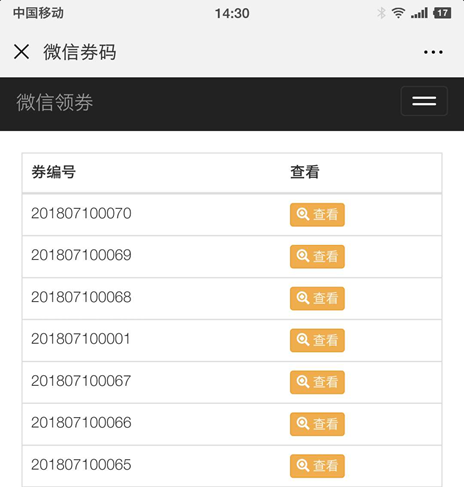 中国移动 14:30 17
微信券码
微信领券
券编号 查看
201807100070 查看
201807100069 查看
201807100068 查看
201807100001 查看
201807100067 查看
201807100066 查看
201807100065 查看